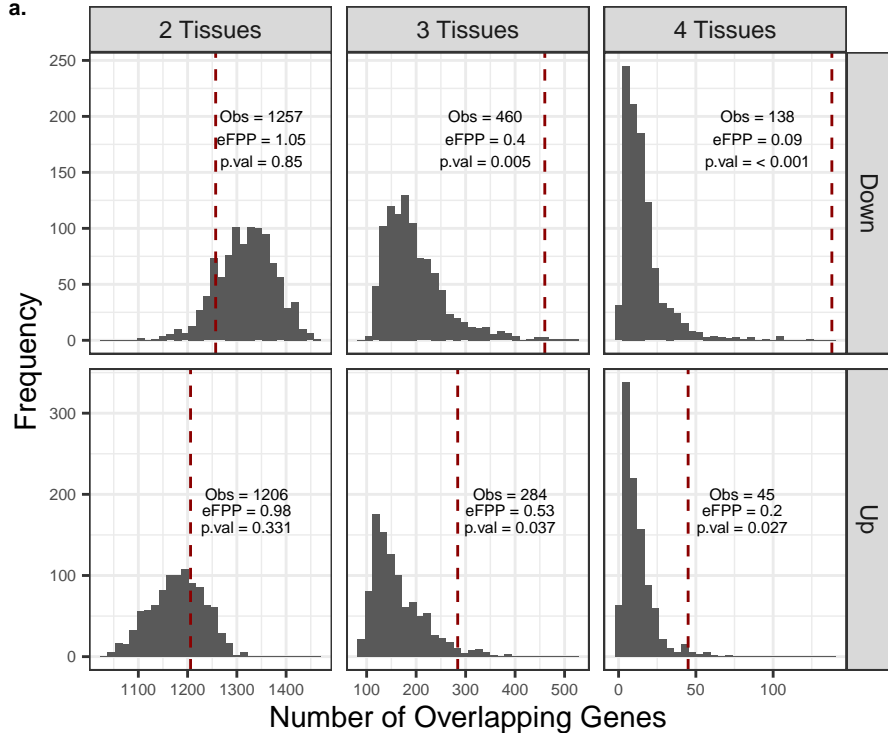 a.
2 Tissues
3 Tissues
4 Tissues
Frequency
250
200
150
100
50
0
Obs = 1257
eFPP = 1.05
p.val = 0.85
Obs = 460
eFPP = 0.4
p.val = 0.005
Obs = 138
eFPP = 0.09
p.val = < 0.001
Down
300
200
100
0
Obs = 1206
eFPP = 0.98
p.val = 0.331
Obs = 284
eFPP = 0.53
p.val = 0.037
Obs = 45
eFPP = 0.2
p.val = 0.027
Up
1100 1200 1300 1400
100 200 300 400 500
0 50 100
Number of Overlapping Genes